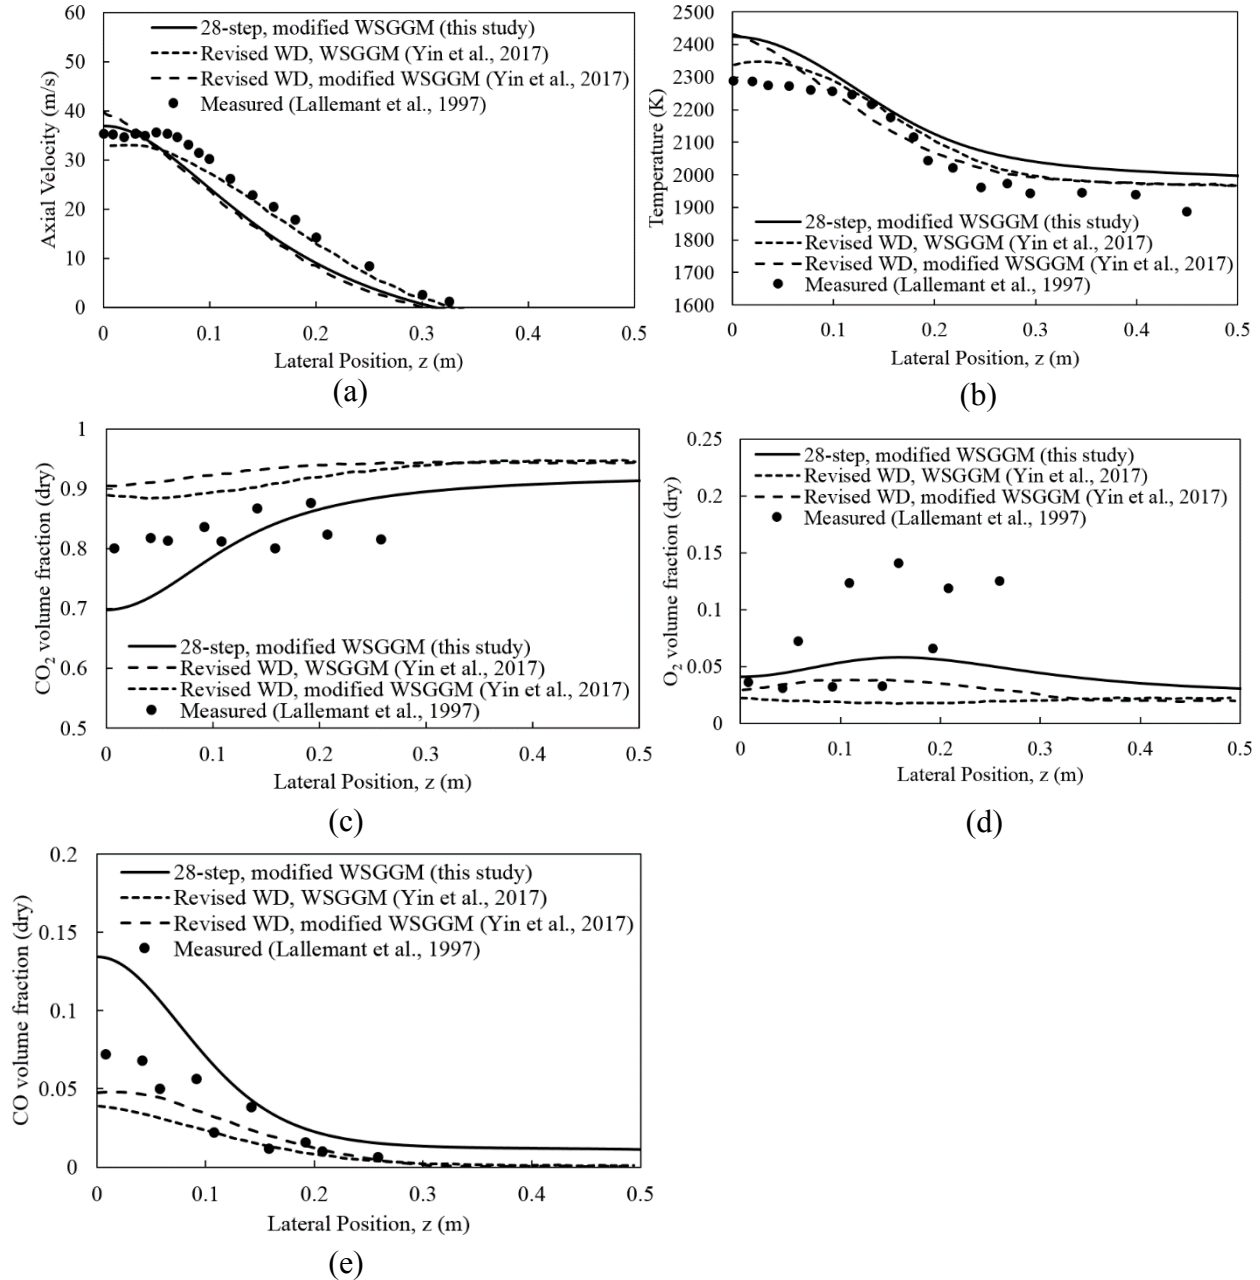 60
50
40
30
20
10
0
Axial Velocity (m/s)
28-step, modified WSGGM (this study)
Revised WD, WSGGM (Yin et al., 2017)
Revised WD, modified WSGGM (Yin et al., 2017)
Measured (Lallemant et al., 1997)
0 0.1 0.2 0.3 0.4 0.5
Lateral Position, z (m)
(a)
2500
2400
2300
2200
2100
2000
1900
1800
1700
1600
Temperature (K)
28-step, modified WSGGM (this study)
Revised WD, WSGGM (Yin et al., 2017)
Revised WD, modified WSGGM (Yin et al., 2017)
Measured (Lallemant et al., 1997)
0 0.1 0.2 0.3 0.4 0.5
Lateral Position, z (m)
(b)
1
0.9
0.8
0.7
0.6
0.5
CO2 volume fraction (dry)
28-step, modified WSGGM (this study)
Revised WD, WSGGM (Yin et al., 2017)
Revised WD, modified WSGGM (Yin et al., 2017)
Measured (Lallemant et al., 1997)
0 0.1 0.2 0.3 0.4 0.5
Lateral Position, z (m)
(c)
0.25
0.2
0.15
0.1
0.05
0
O2 volume fraction (dry)
28-step, modified WSGGM (this study)
Revised WD, WSGGM (Yin et al., 2017)
Revised WD, modified WSGGM (Yin et al., 2017)
Measured (Lallemant et al., 1997)
0 0.1 0.2 0.3 0.4 0.5
Lateral Position, z (m)
(d)
0.2
0.15
0.1
0.05
0
CO volume fraction (dry)
28-step, modified WSGGM (this study)
Revised WD, WSGGM (Yin et al., 2017)
Revised WD, modified WSGGM (Yin et al., 2017)
Measured (Lallemant et al., 1997)
0 0.1 0.2 0.3 0.4 0.5
Lateral Position, z (m)
(e)